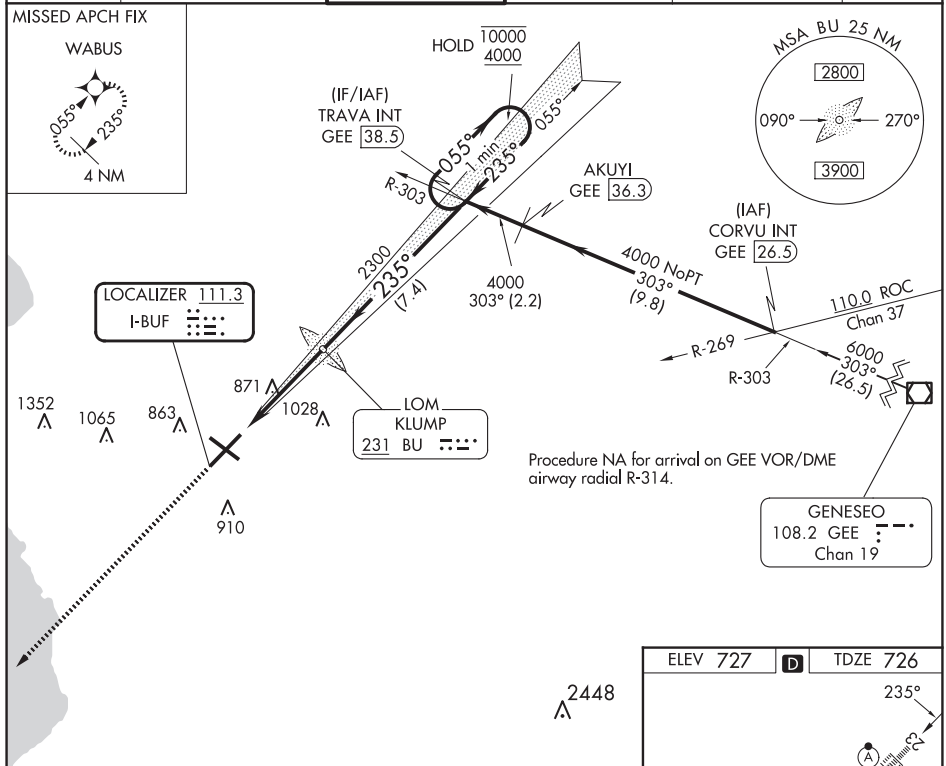 MISSED APCH FIX
WABUS
055°
235°
4 NM
HOLD 10000
4000
(IF/IAF)
TRAVA INT
GEE 38.5
R-303
055°
1 min
235°
055°
AKUYI
GEE 36.3
MSA BU 25 NM
2800
090°
270°
3900
(IAF)
CORVU INT
GEE 26.5
2300
235°
(7.4)
4000
303° (2.2)
4000 NoPT
303°
(9.8)
110.0 ROC
Chan 37
R-269
R-303
6000
303°
(26.5)
LOCALIZER 111.3
I-BUF
1352
1065
863
871
1028
910
LOM
KLUMP
231 BU
Procedure NA for arrival on GEE VOR/DME
airway radial R-314.
GENESEO
108.2 GEE
Chan 19
2448
ELEV 727 D TDZE 726
235°
23
A